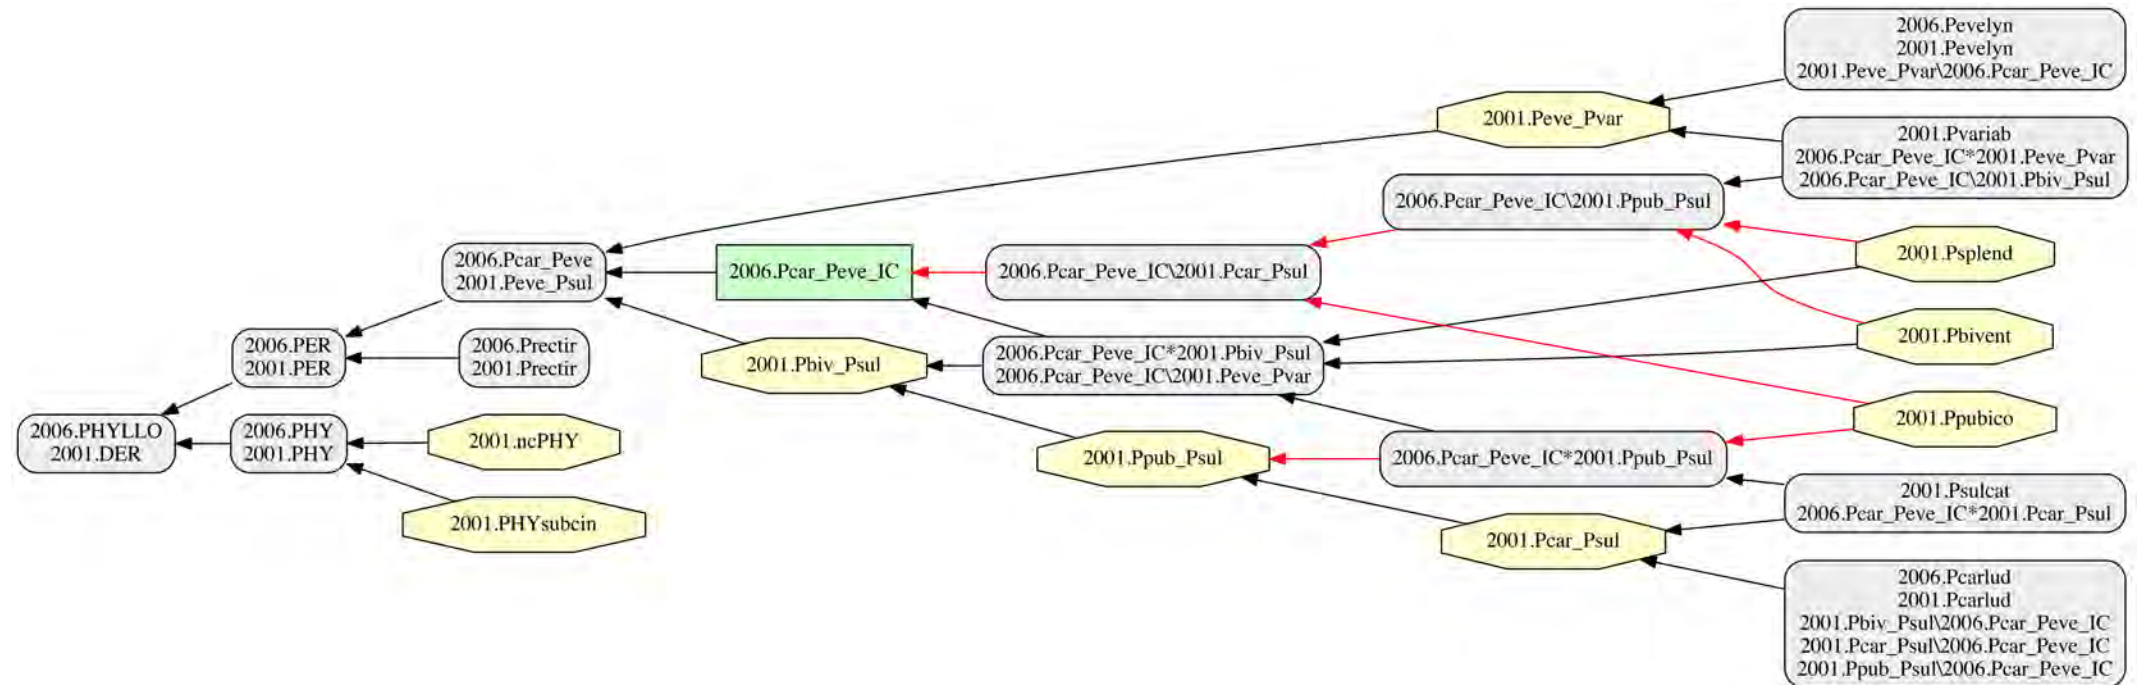 2006.Pevelyn
2001.Pevelyn
2001.Peve_Pvar\2006.Pcar_Peve_IC
2001.Peve_Pvar
2001.Pvariab
2006.Pcar_Peve_IC*2001.Peve_Pvar
2006.Pcar_Peve_IC\2001.Pbiv_Psul
2006.Pcar_Peve_IC\2001.Ppub_Psul
2001.Psplend
2006.Pcar_Peve
2001.Peve_Psul
2006.Pcar_Peve_IC
2006.Pcar_Peve_IC\2001.Pcar_Psul
2001.Pbivent
2006.PER
2001.PER
2006.Prectir
2001.Prectir
2001.Pbiv_Psul
2006.Pcar_Peve_IC*2001.Pbiv_Psul
2006.Pcar_Peve_IC\2001.Peve_Pvar
2001.Ppubico
2006.PHYLLO
2001.DER
2006.PHY
2001.PHY
2001.ncPHY
2001.Ppub_Psul
2006.Pcar_Peve_IC*2001.Ppub_Psul
2001.Psulcat
2006.Pcar_Peve_IC*2001.Pcar_Psul
2001.PHYsubcin
2001.Pcar_Psul
2006.Pcarlud
2001.Pcarlud
2001.Pbiv_Psul\2006.Pcar_Peve_IC
2001.Pcar_Psul\2006.Pcar_Peve_IC
2001.Ppub_Psul\2006.Pcar_Peve_IC